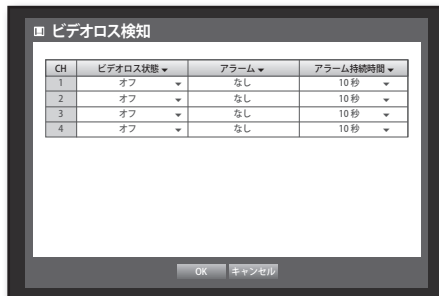 ビデオロス検知
CH ビデオロス状態 アラーム アラーム持続時間
1 オフ なし 10 秒
2 オフ なし 10 秒
3 オフ なし 10 秒
4 オフ なし 10 秒
OK キャンセル